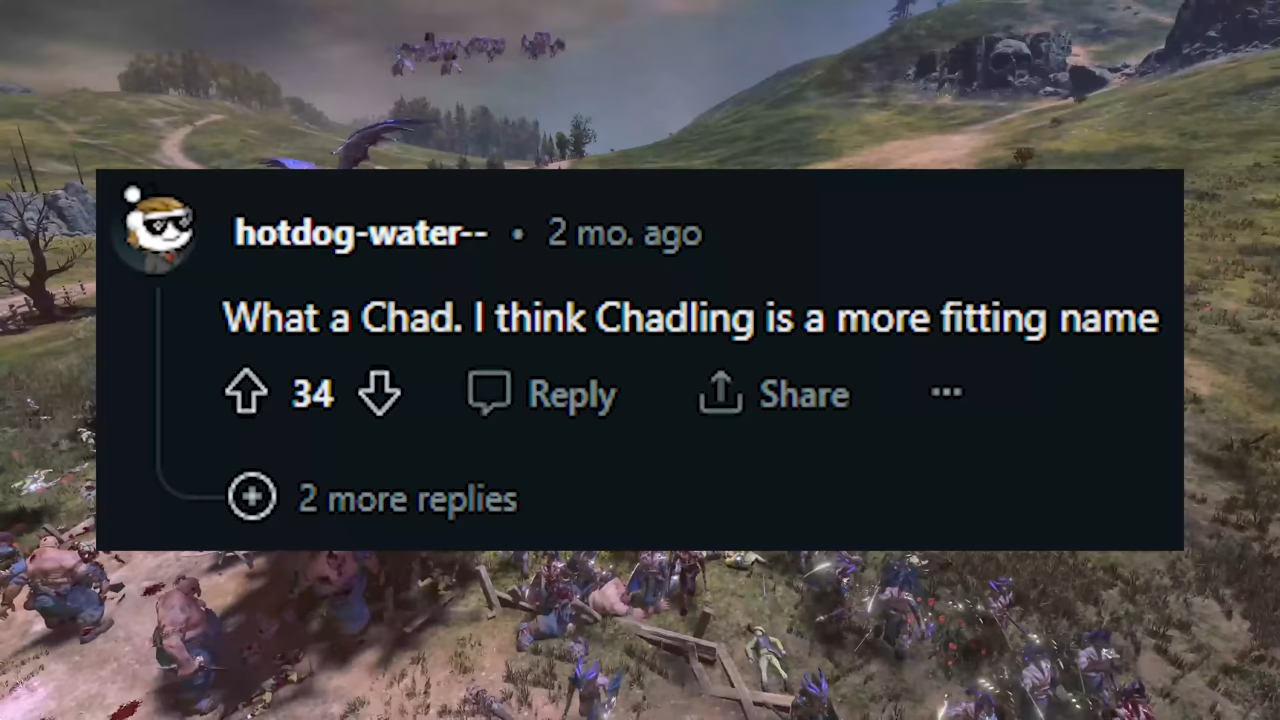 hotdog-water-- • 2 mo. ago
What a Chad. I think Chadling is a more fitting name
34 Reply Share ...
2 more replies